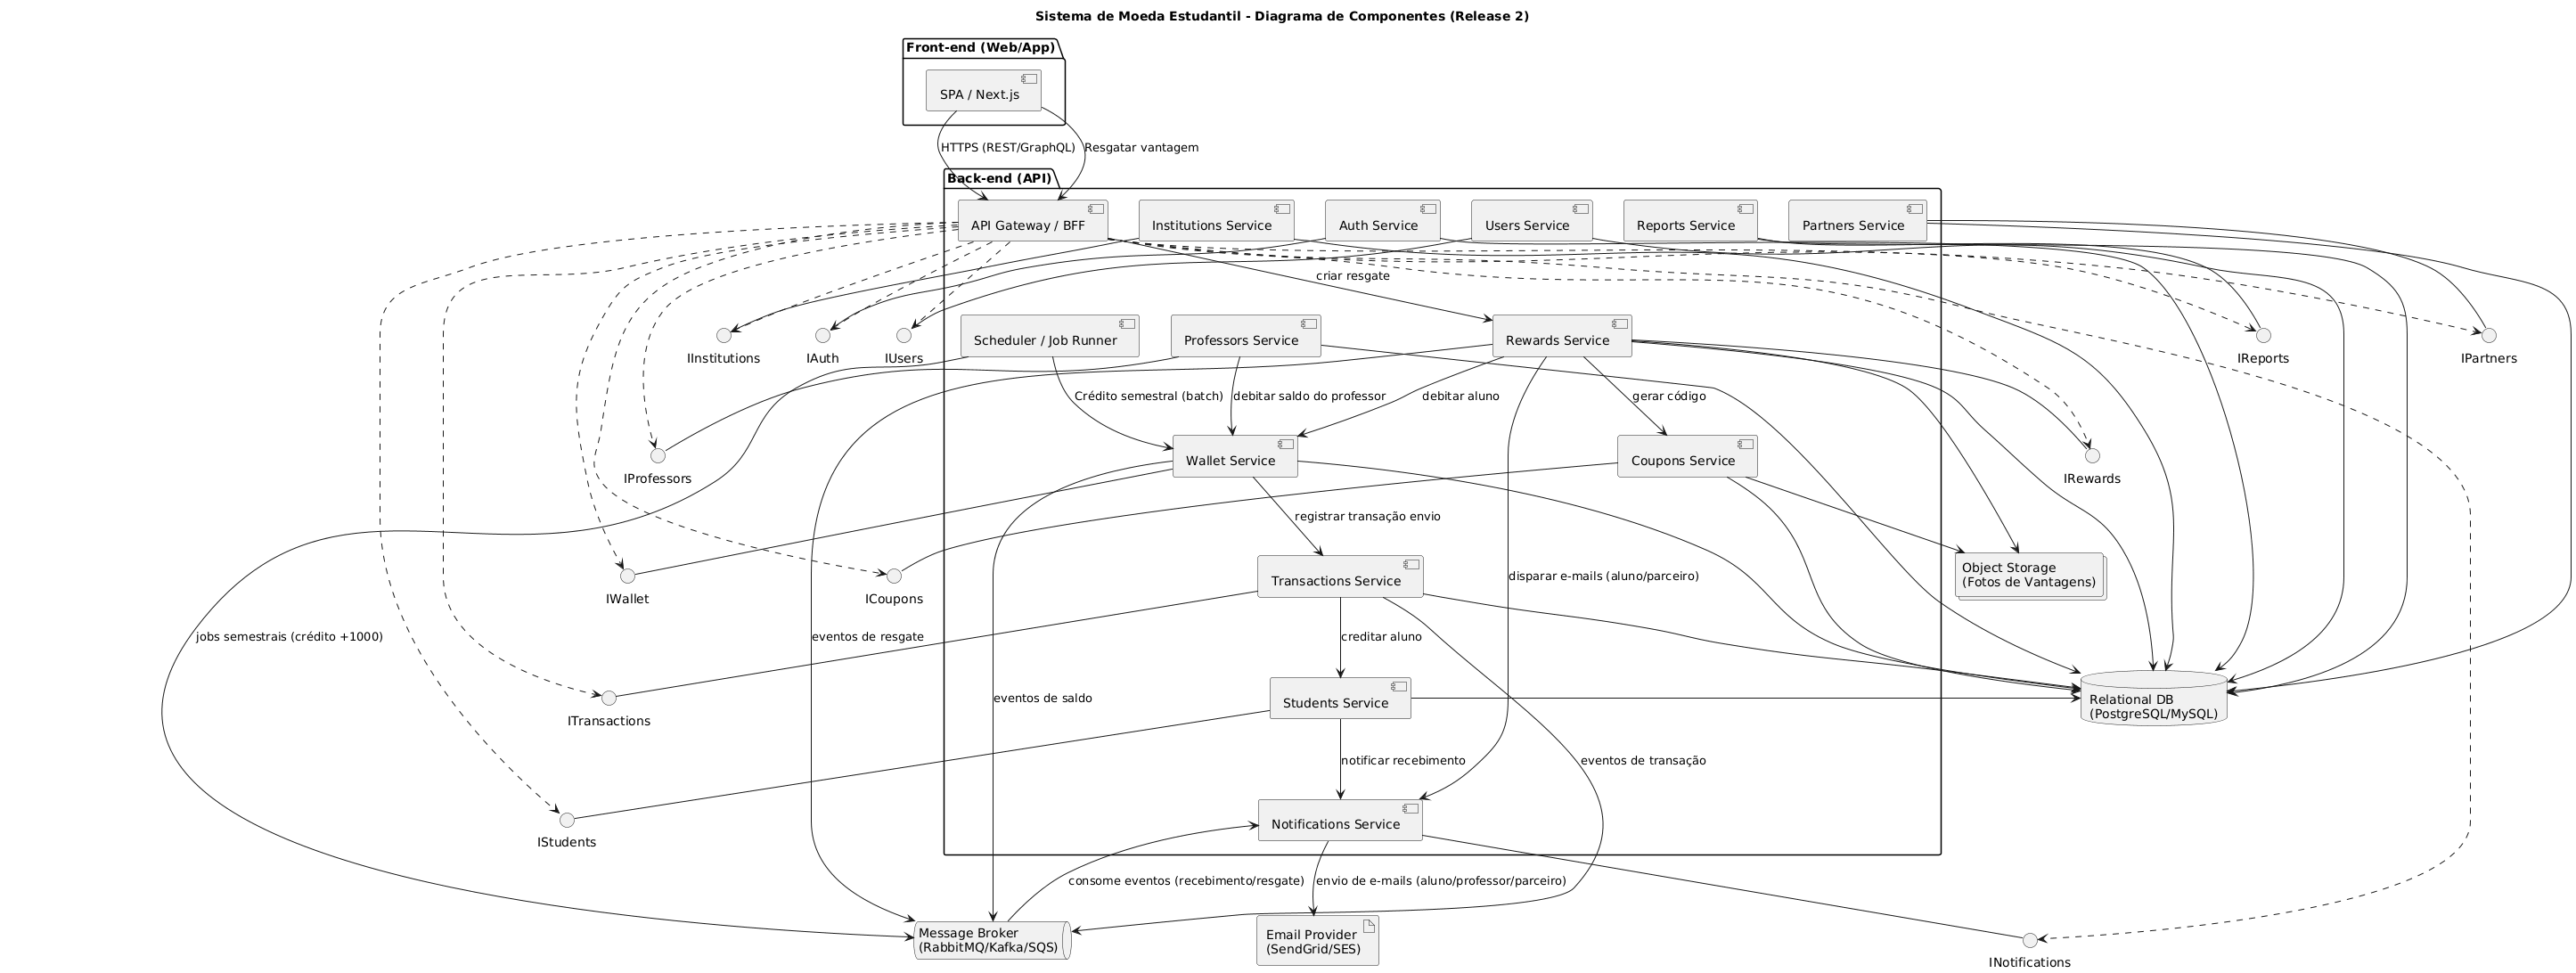 Sistema de Moeda Estudantil - Diagrama de Componentes (Release 2)
Front-end (Web/App)
SPA / Next.js
HTTPS (REST/GraphQL)
Resgatar vantagem
Back-end (API)
API Gateway / BFF
Institutions Service
Auth Service
Users Service
Reports Service
Partners Service
criar resgate
IInstitutions
IAuth
IUsers
Scheduler / Job Runner
Professors Service
Rewards Service
IReports
IPartners
Crédito semestral (batch)
debitar saldo do professor
debitar aluno
gerar código
IProfessors
Wallet Service
Coupons Service
IRewards
registrar transação envio
IWallet
ICoupons
Transactions Service
disparar e-mails (aluno/parceiro)
Object Storage
(Fotos de Vantagens)
jobs semestrais (crédito +1000)
eventos de resgate
creditar aluno
ITransactions
eventos de saldo
Students Service
Relational DB
(PostgreSQL/MySQL)
notificar recebimento
eventos de transação
IStudents
Notifications Service
consome eventos (recebimento/resgate)
envio de e-mails (aluno/professor/parceiro)
Message Broker
(RabbitMQ/Kafka/SQS)
Email Provider
(SendGrid/SES)
INotifications